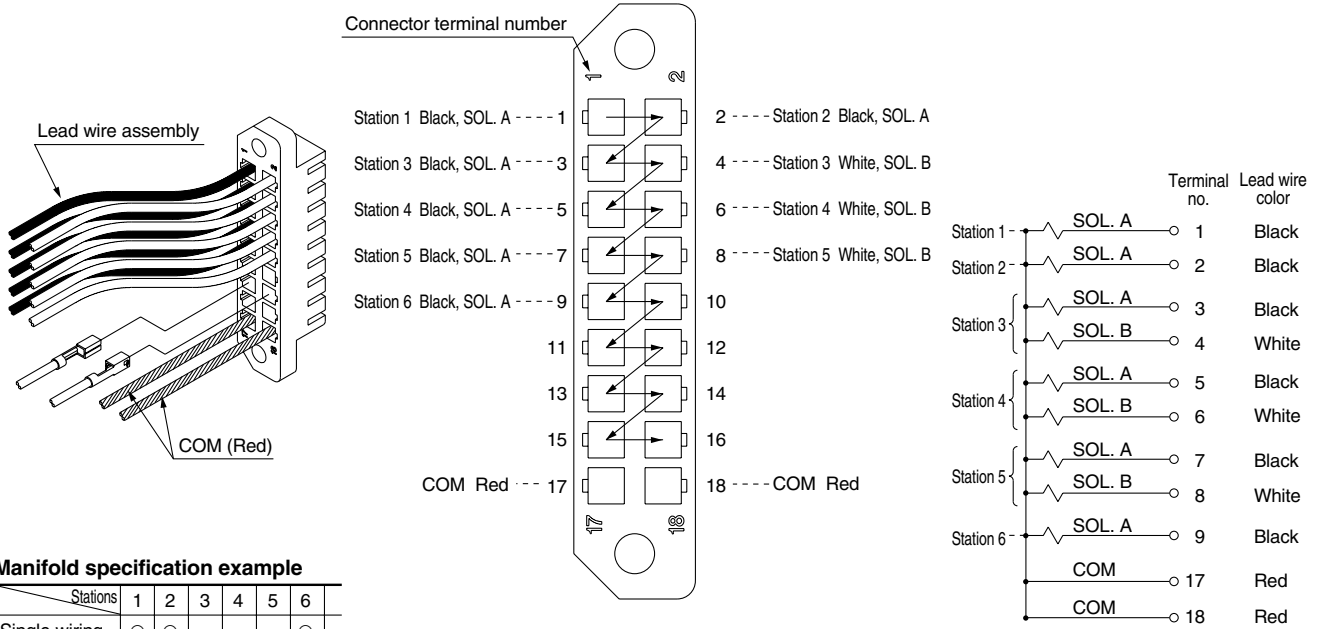 Connector terminal number
1 2
Lead wire assembly
COM (Red)
Station 1 Black, SOL. A 1
2 Station 2 Black, SOL. A
Station 3 Black, SOL. A 3
4 Station 3 White, SOL. B
Station 4 Black, SOL. A 5
6 Station 4 White, SOL. B
Station 5 Black, SOL. A 7
8 Station 5 White, SOL. B
Station 6 Black, SOL. A 9
10
11
12
13
14
15
16
COM Red 17
18 COM Red
17 18
Terminal no. Lead wire color
Station 1 SOL. A 1 Black
Station 2 SOL. A 2 Black
Station 3 SOL. A 3 Black
SOL. B 4 White
Station 4 SOL. A 5 Black
SOL. B 6 White
Station 5 SOL. A 7 Black
SOL. B 8 White
Station 6 SOL. A 9 Black
COM 17 Red
COM 18 Red
Manifold specification example
Stations 1 2 3 4 5 6
Single wiring